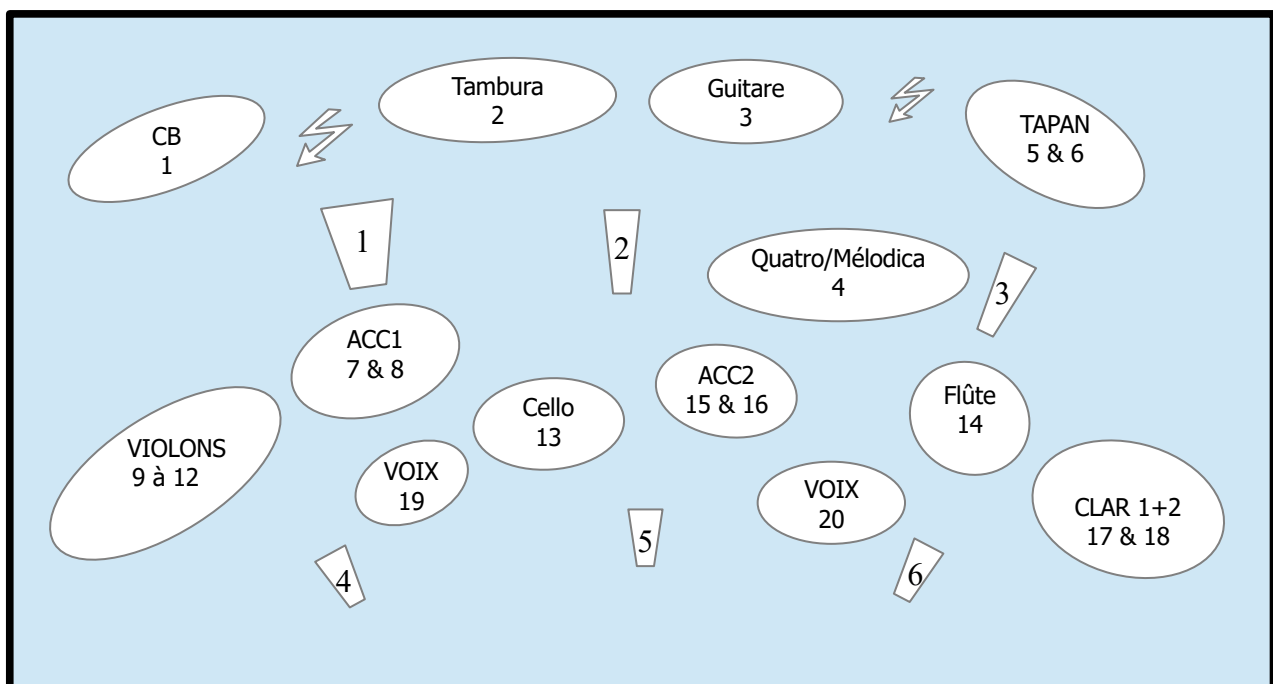 Tambura
2
Guitare
3
CB
1
TAPAN
5 & 6
1
2
Quatro/Mélodica
4
3
ACC1
7 & 8
ACC2
15 & 16
Flûte
14
Cello
13
VIOLONS
9 à 12
VOIX
19
VOIX
20
CLAR 1+2
17 & 18
5
4
6